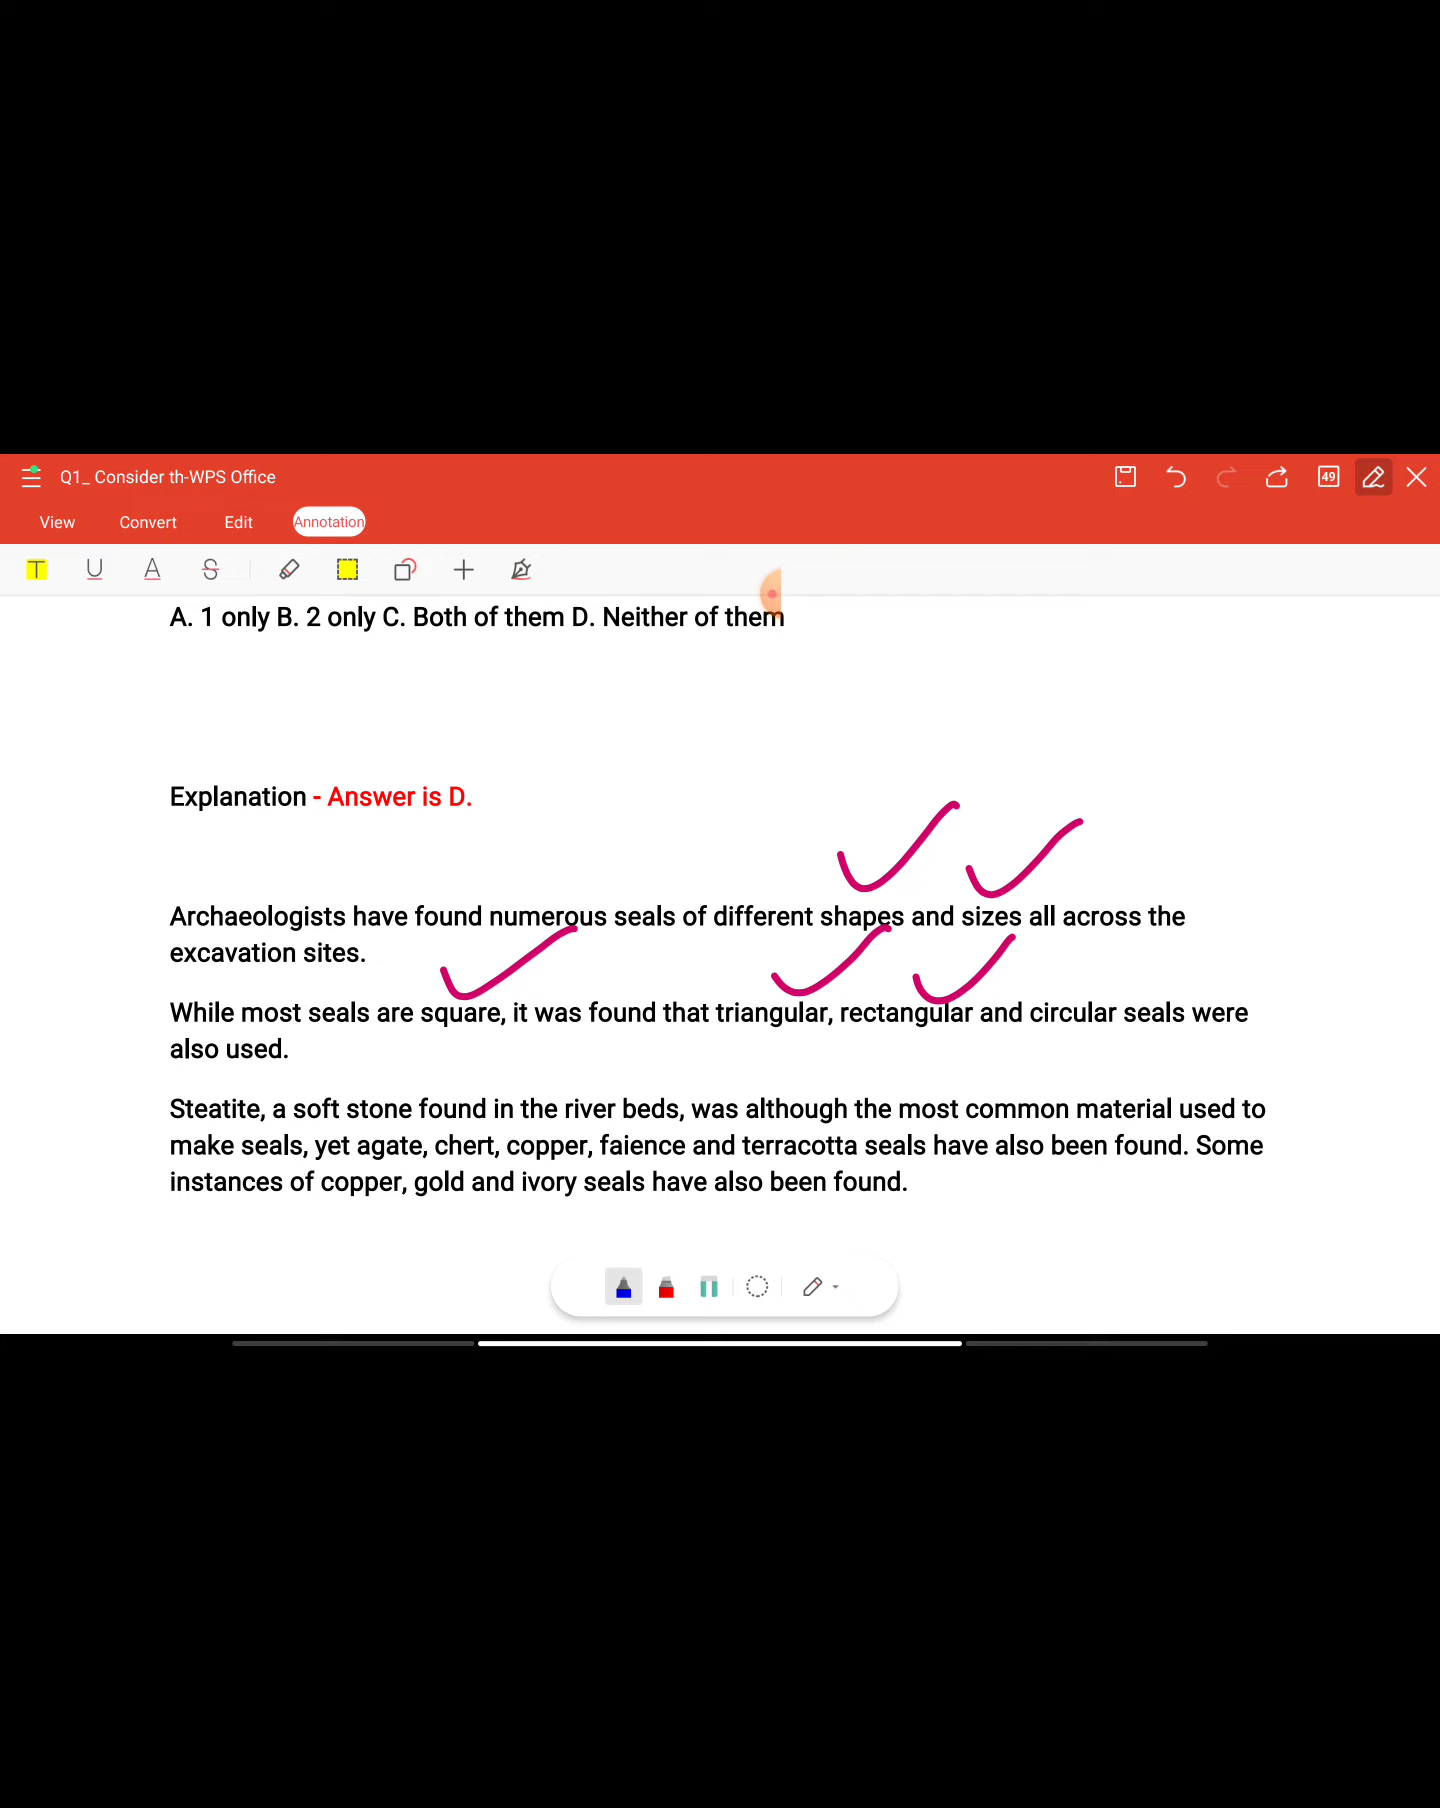 Q1_ Consider th-WPS Office
49
View Convert Edit Annotation
T U A S
A. 1 only B. 2 only C. Both of them D. Neither of them
Explanation - Answer is D.
Archaeologists have found numerous seals of different shapes and sizes all across the
excavation sites.
While most seals are square, it was found that triangular, rectangular and circular seals were
also used.
Steatite, a soft stone found in the river beds, was although the most common material used to
make seals, yet agate, chert, copper, faience and terracotta seals have also been found. Some
instances of copper, gold and ivory seals have also been found.